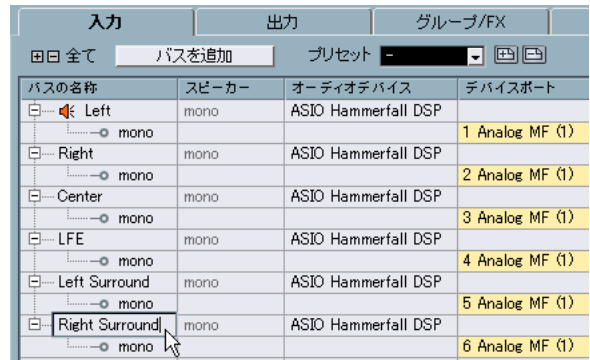 入力 出力 グループ/FX
全て バスを追加 プリセット -
バスの名称 スピーカー オーディオデバイス デバイスポート
Left mono ASIO Hammerfall DSP
mono 1 Analog MF (1)
Right mono ASIO Hammerfall DSP
mono 2 Analog MF (1)
Center mono ASIO Hammerfall DSP
mono 3 Analog MF (1)
LFE mono ASIO Hammerfall DSP
mono 4 Analog MF (1)
Left Surround mono ASIO Hammerfall DSP
mono 5 Analog MF (1)
Right Surround mono ASIO Hammerfall DSP
mono 6 Analog MF (1)